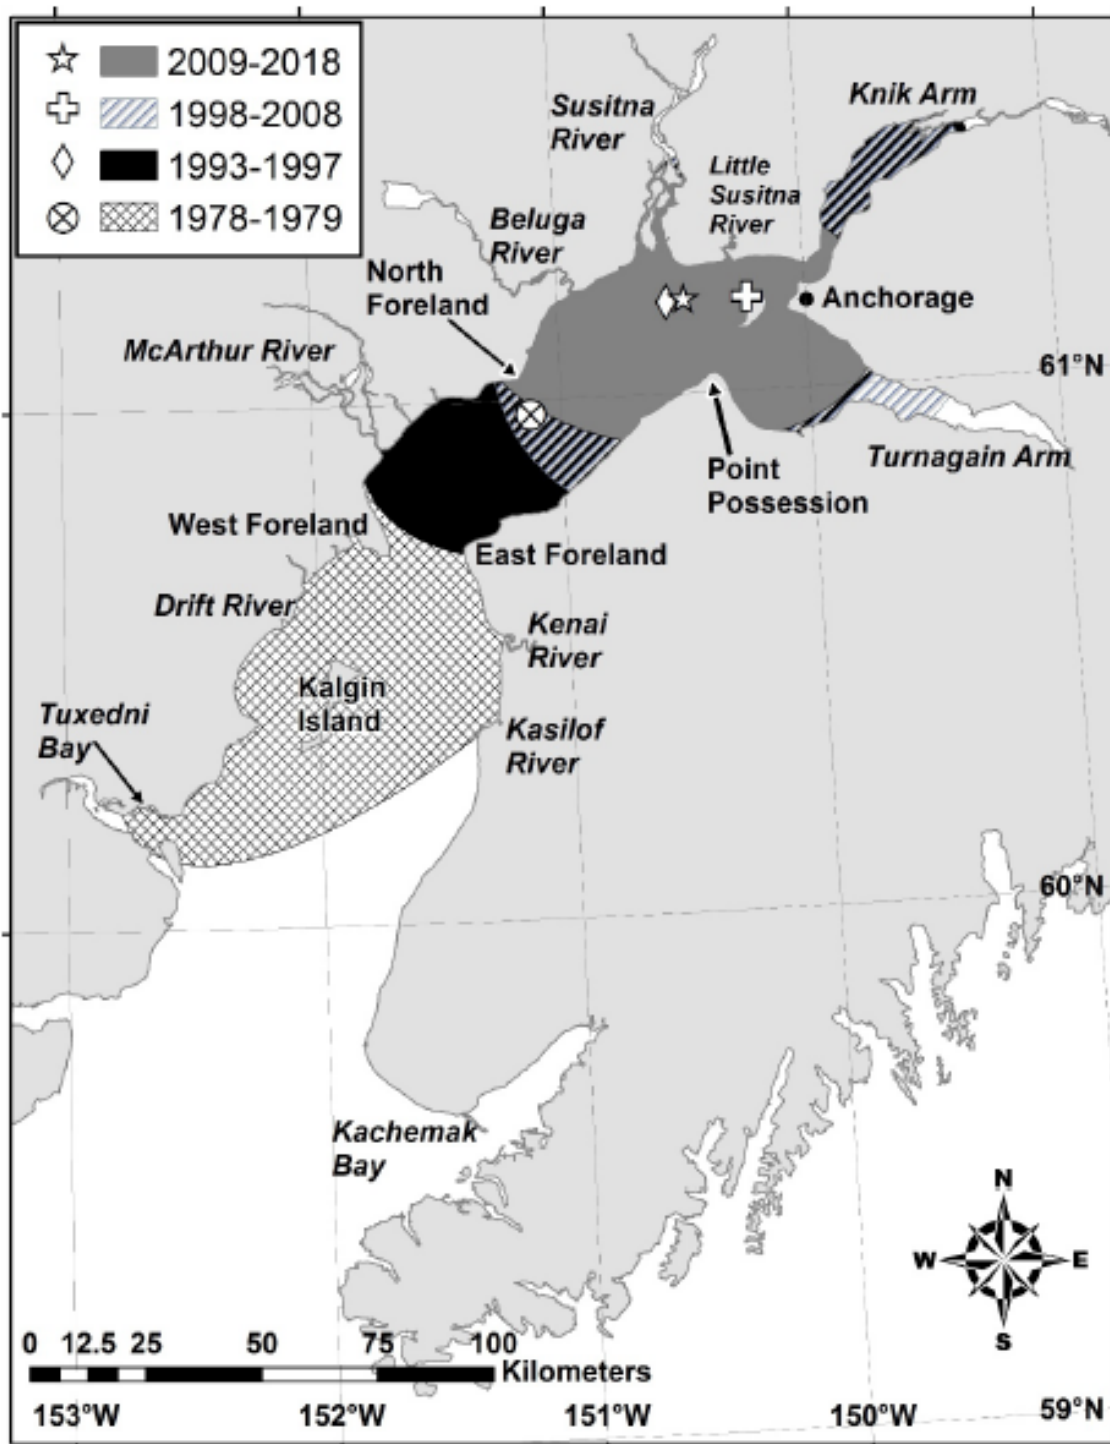 2009-2018
1998-2008
1993-1997
1978-1979
Knik Arm
Susitna
River
Little
Susitna
River
Beluga
River
North
Foreland
Anchorage
McArthur River
61°N
Point
Possession
Turnagain Arm
West Foreland
East Foreland
Drift River
Kenai
River
Kalgin
Island
Tuxedni
Bay
Kasilof
River
60°N
Kachemak
Bay
N
W
E
S
0 12.5 25 50 75 100
Kilometers
153°W 152°W 151°W 150°W
59°N